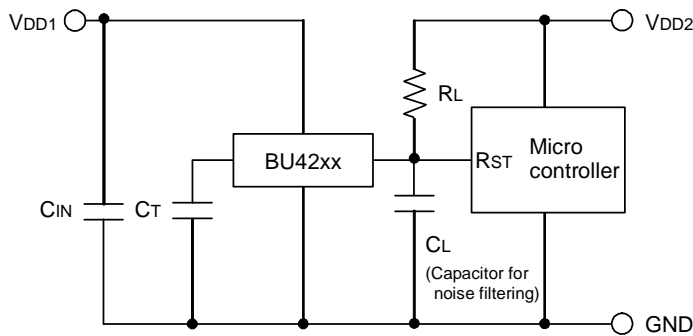 VDD1
VDD2
RL
BU42xx
RST
Micro
controller
CIN
CT
CL
(Capacitor for
noise filtering)
GND